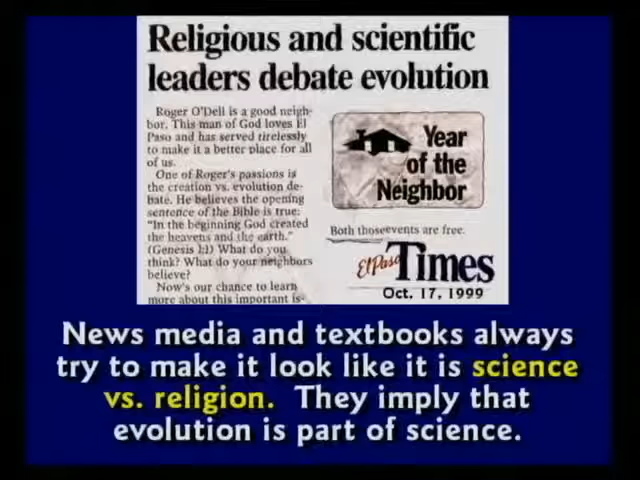 Religious and scientific
leaders debate evolution
Roger O'Dell is a good neigh-
bor. This man of God loves El
Paso and has served tirelessly
to make it a better place for all
of us.
One of Roger's passions is
the creation vs. evolution de-
bate. He believes the opening
sentence of the Bible is true:
"In the beginning God created
the heavens and the earth."
(Genesis 1:1) What do you
think? What do your neighbors
believe?
Now's our chance to learn
more about this important is-
Year
of the
Neighbor
Both those events are free.
El Paso Times
Oct. 17, 1999
News media and textbooks always
try to make it look like it is science
vs. religion. They imply that
evolution is part of science.